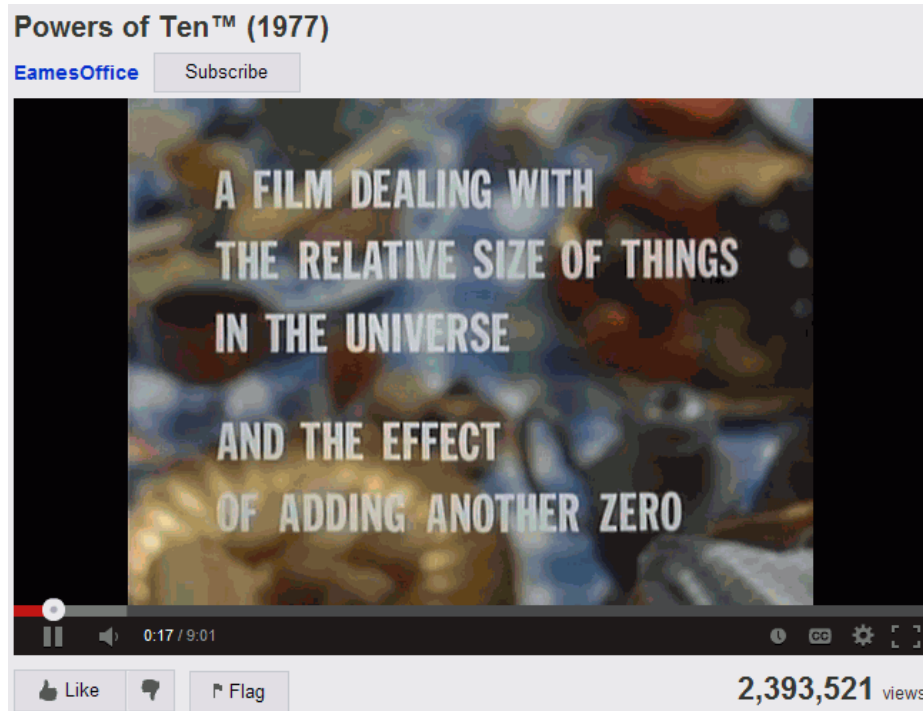 Powers of Ten™ (1977)
EamesOffice Subscribe
A FILM DEALING WITH
THE RELATIVE SIZE OF THINGS
IN THE UNIVERSE
AND THE EFFECT
OF ADDING ANOTHER ZERO
0:17 / 9:01 CC
Like Flag 2,393,521 views